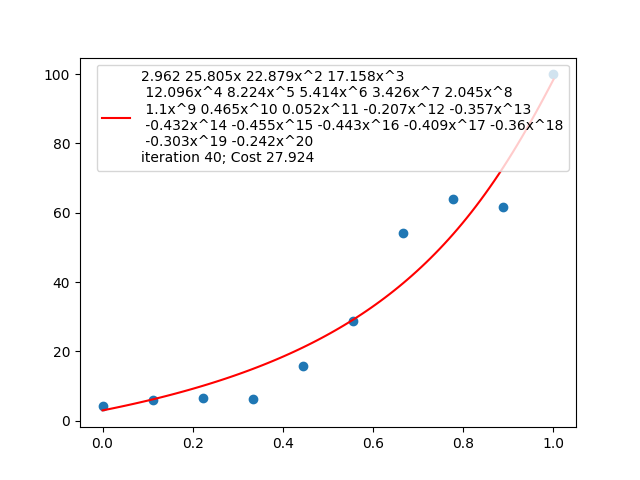 2.962 25.805x 22.879x^2 17.158x^3
12.096x^4 8.224x^5 5.414x^6 3.426x^7 2.045x^8
1.1x^9 0.465x^10 0.052x^11 -0.207x^12 -0.357x^13
-0.432x^14 -0.455x^15 -0.443x^16 -0.409x^17 -0.36x^18
-0.303x^19 -0.242x^20
iteration 40; Cost 27.924
100
80
60
40
20
0
0.0 0.2 0.4 0.6 0.8 1.0